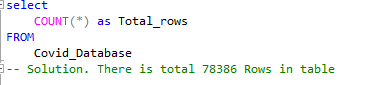 select
COUNT(*) as Total_rows
FROM
Covid_Database
-- Solution. There is total 78386 Rows in table